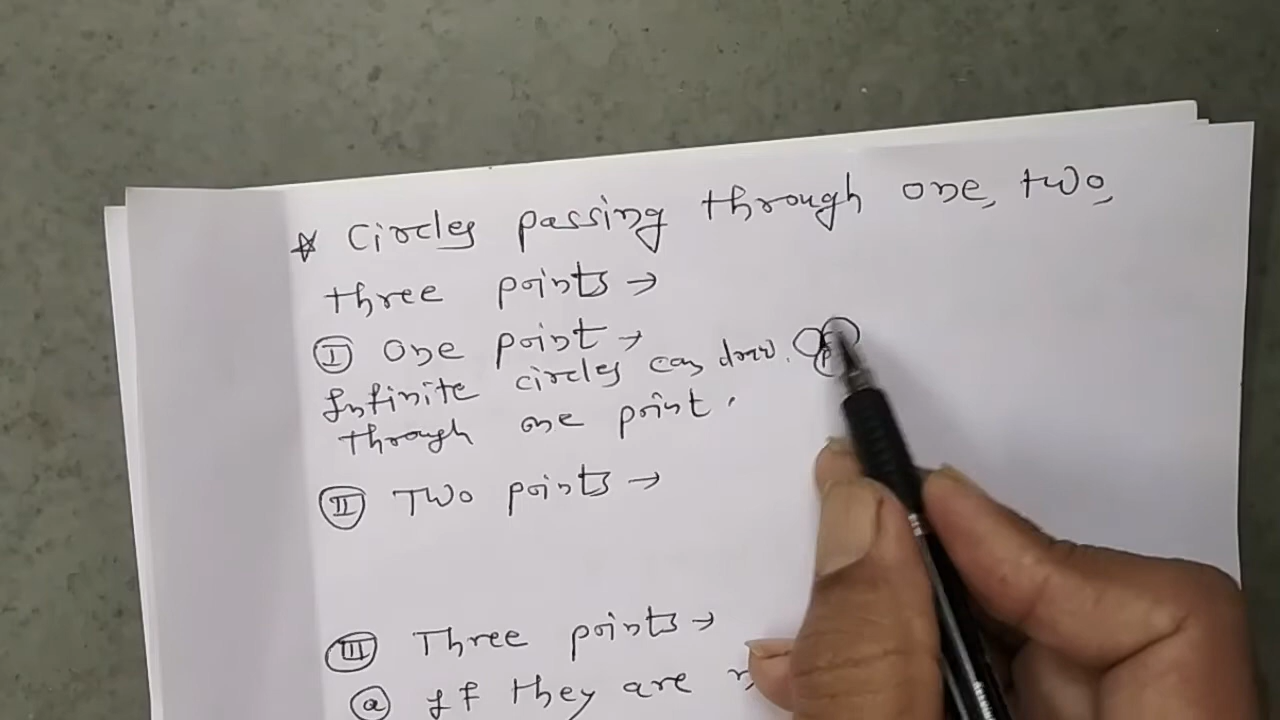 ☆ Circles passing through one, two,
three points →
Ⓘ One point →
Infinite circles can draw.
through one point.
Ⓘ︎I Two points →
III Three points →
ⓐ If they are